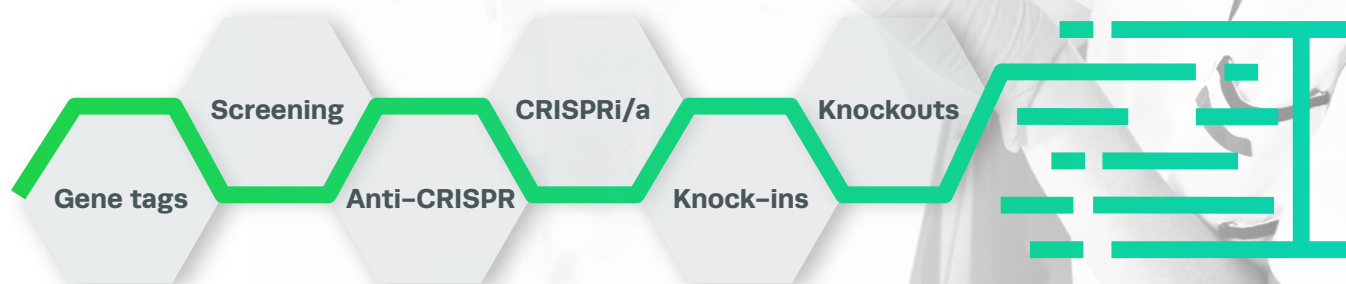 Gene tags
Screening
Anti-CRISPR
CRISPRi/a
Knock-ins
Knockouts